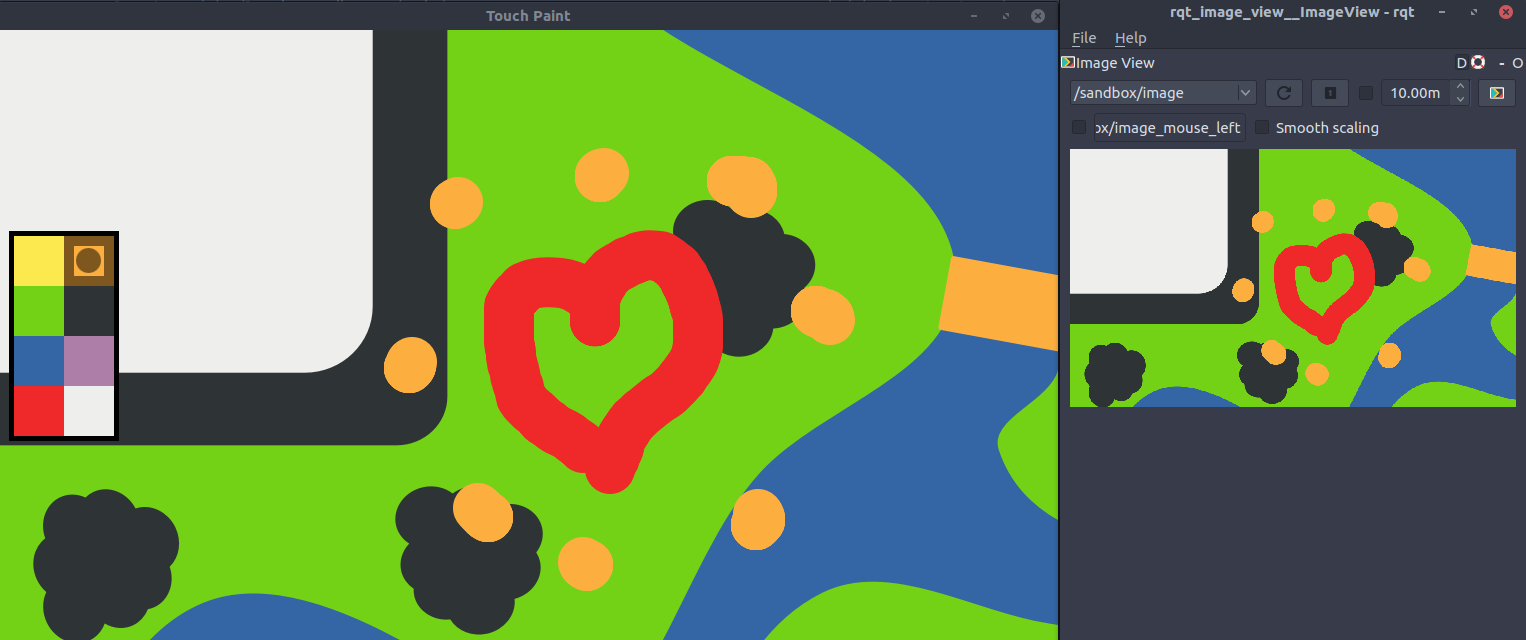 Touch Paint
rqt_image_view__ImageView - rqt
File Help
Image View
D - O
/sandbox/image
10.00m
ox/image_mouse_left
Smooth scaling